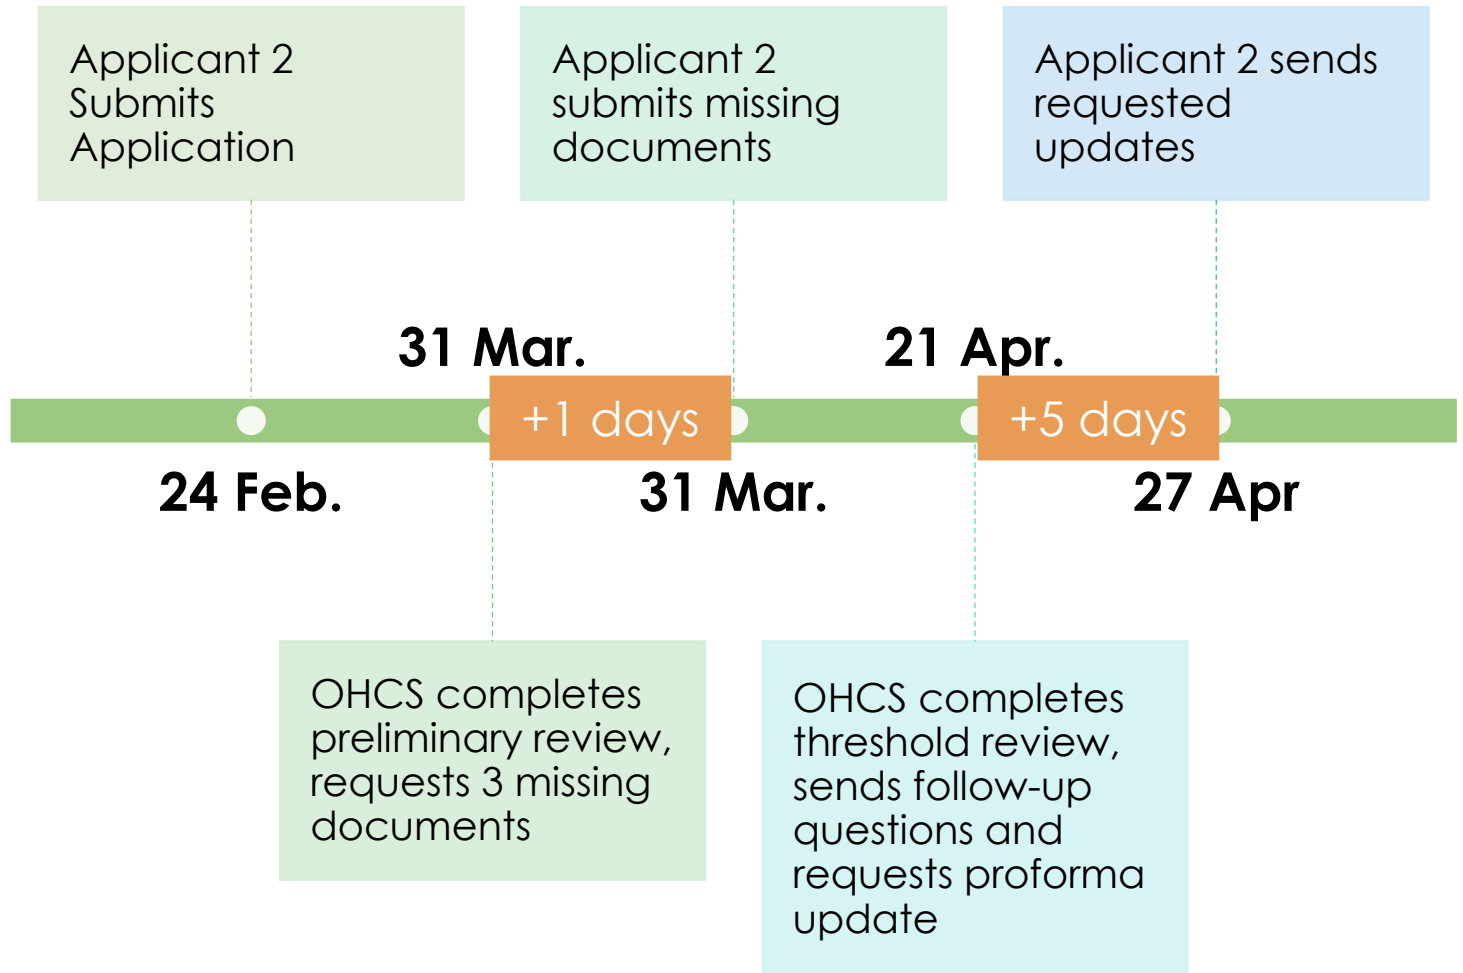 Applicant 2
Submits
Application
Applicant 2
submits missing
documents
Applicant 2 sends
requested
updates
31 Mar.
21 Apr.
+1 days
+5 days
24 Feb.
31 Mar.
27 Apr
OHCS completes
preliminary review,
requests 3 missing
documents
OHCS completes
threshold review,
sends follow-up
questions and
requests proforma
update